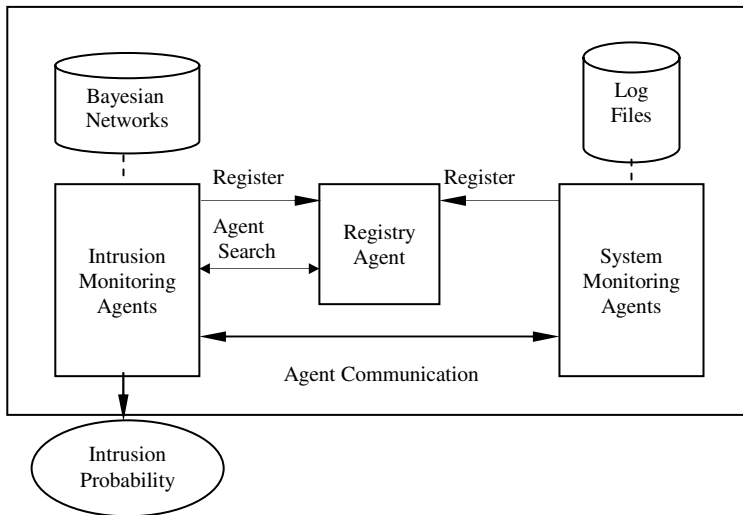 Bayesian
Networks
Log
Files
Register
Register
Agent
Search
Registry
Agent
Intrusion
Monitoring
Agents
System
Monitoring
Agents
Agent Communication
Intrusion
Probability